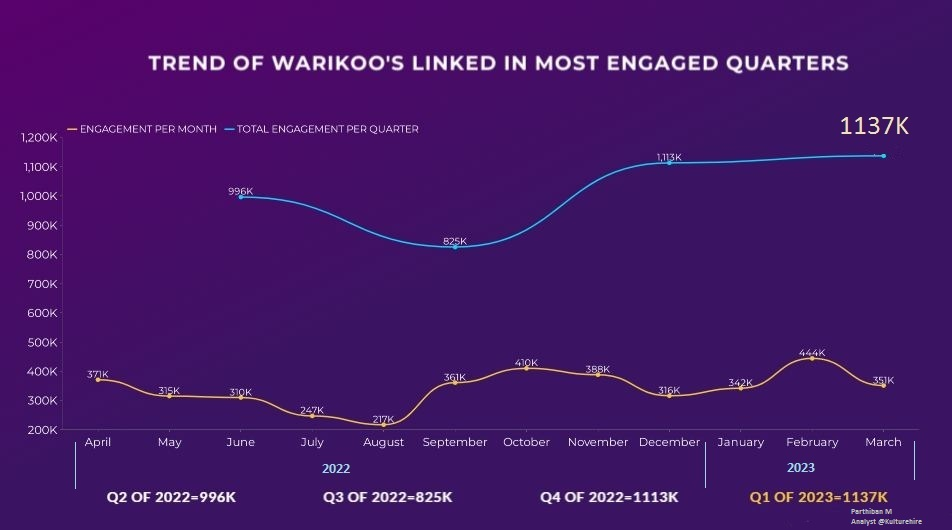 TREND OF WARIKOO'S LINKED IN MOST ENGAGED QUARTERS
ENGAGEMENT PER MONTH TOTAL ENGAGEMENT PER QUARTER
1137K
1,200K
1,100K
1,000K
900K
800K
700K
600K
500K
400K
300K
200K
996K
825K
1,113K
371K
315K
310K
247K
217K
361K
410K
388K
316K
342K
444K
351K
April May June July August September October November December January February March
2022 2023
Q2 OF 2022=996K Q3 OF 2022=825K Q4 OF 2022=1113K Q1 OF 2023=1137K
Parthiban M
Analyst @Kulturehire